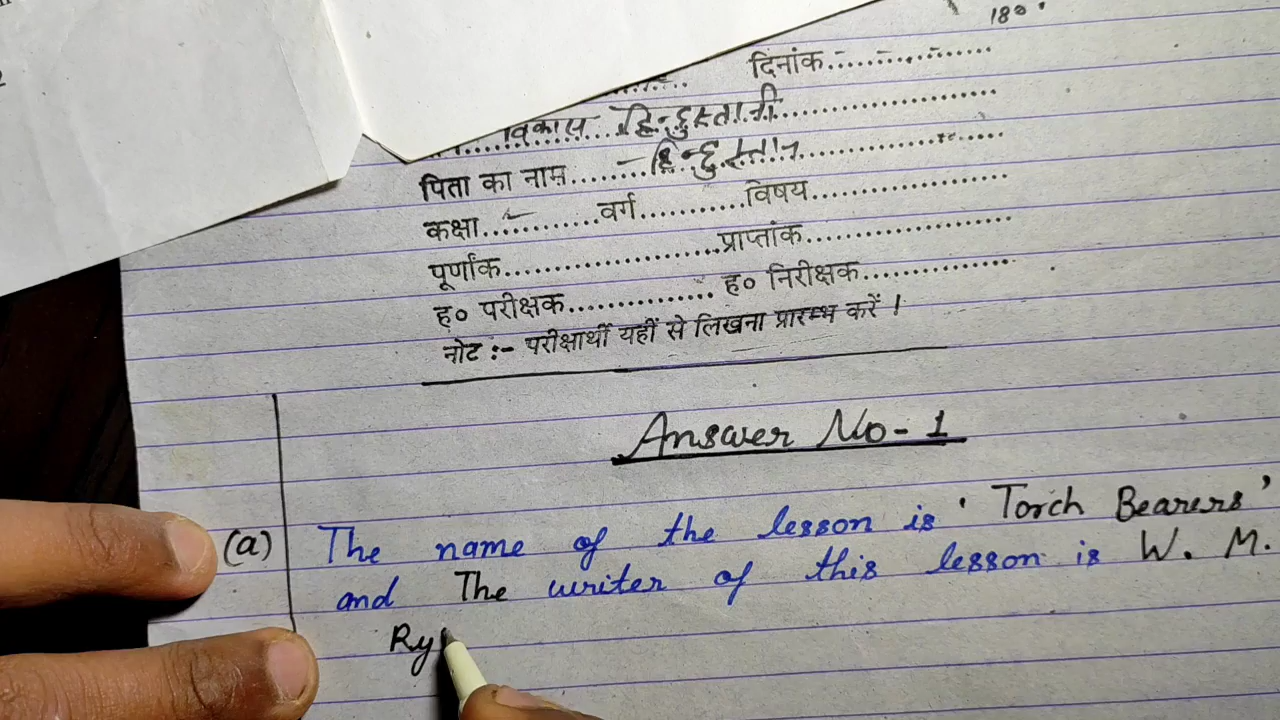 180.
दिनांक.....................
विकास हिन्दुस्तानी
पिता का नाम........हिन्दुस्तान....................
कक्षा............वर्ग...........विषय....................
पूर्णांक.....................प्राप्तांक....................
ह० परीक्षक............... ह० निरीक्षक...............
नोट :- परीक्षार्थी यहीं से लिखना प्रारम्भ करें ।
Answer No- 1
(a) The name of the lesson is ' Torch Bearers'
and The writer of this lesson is W. M.
Ry